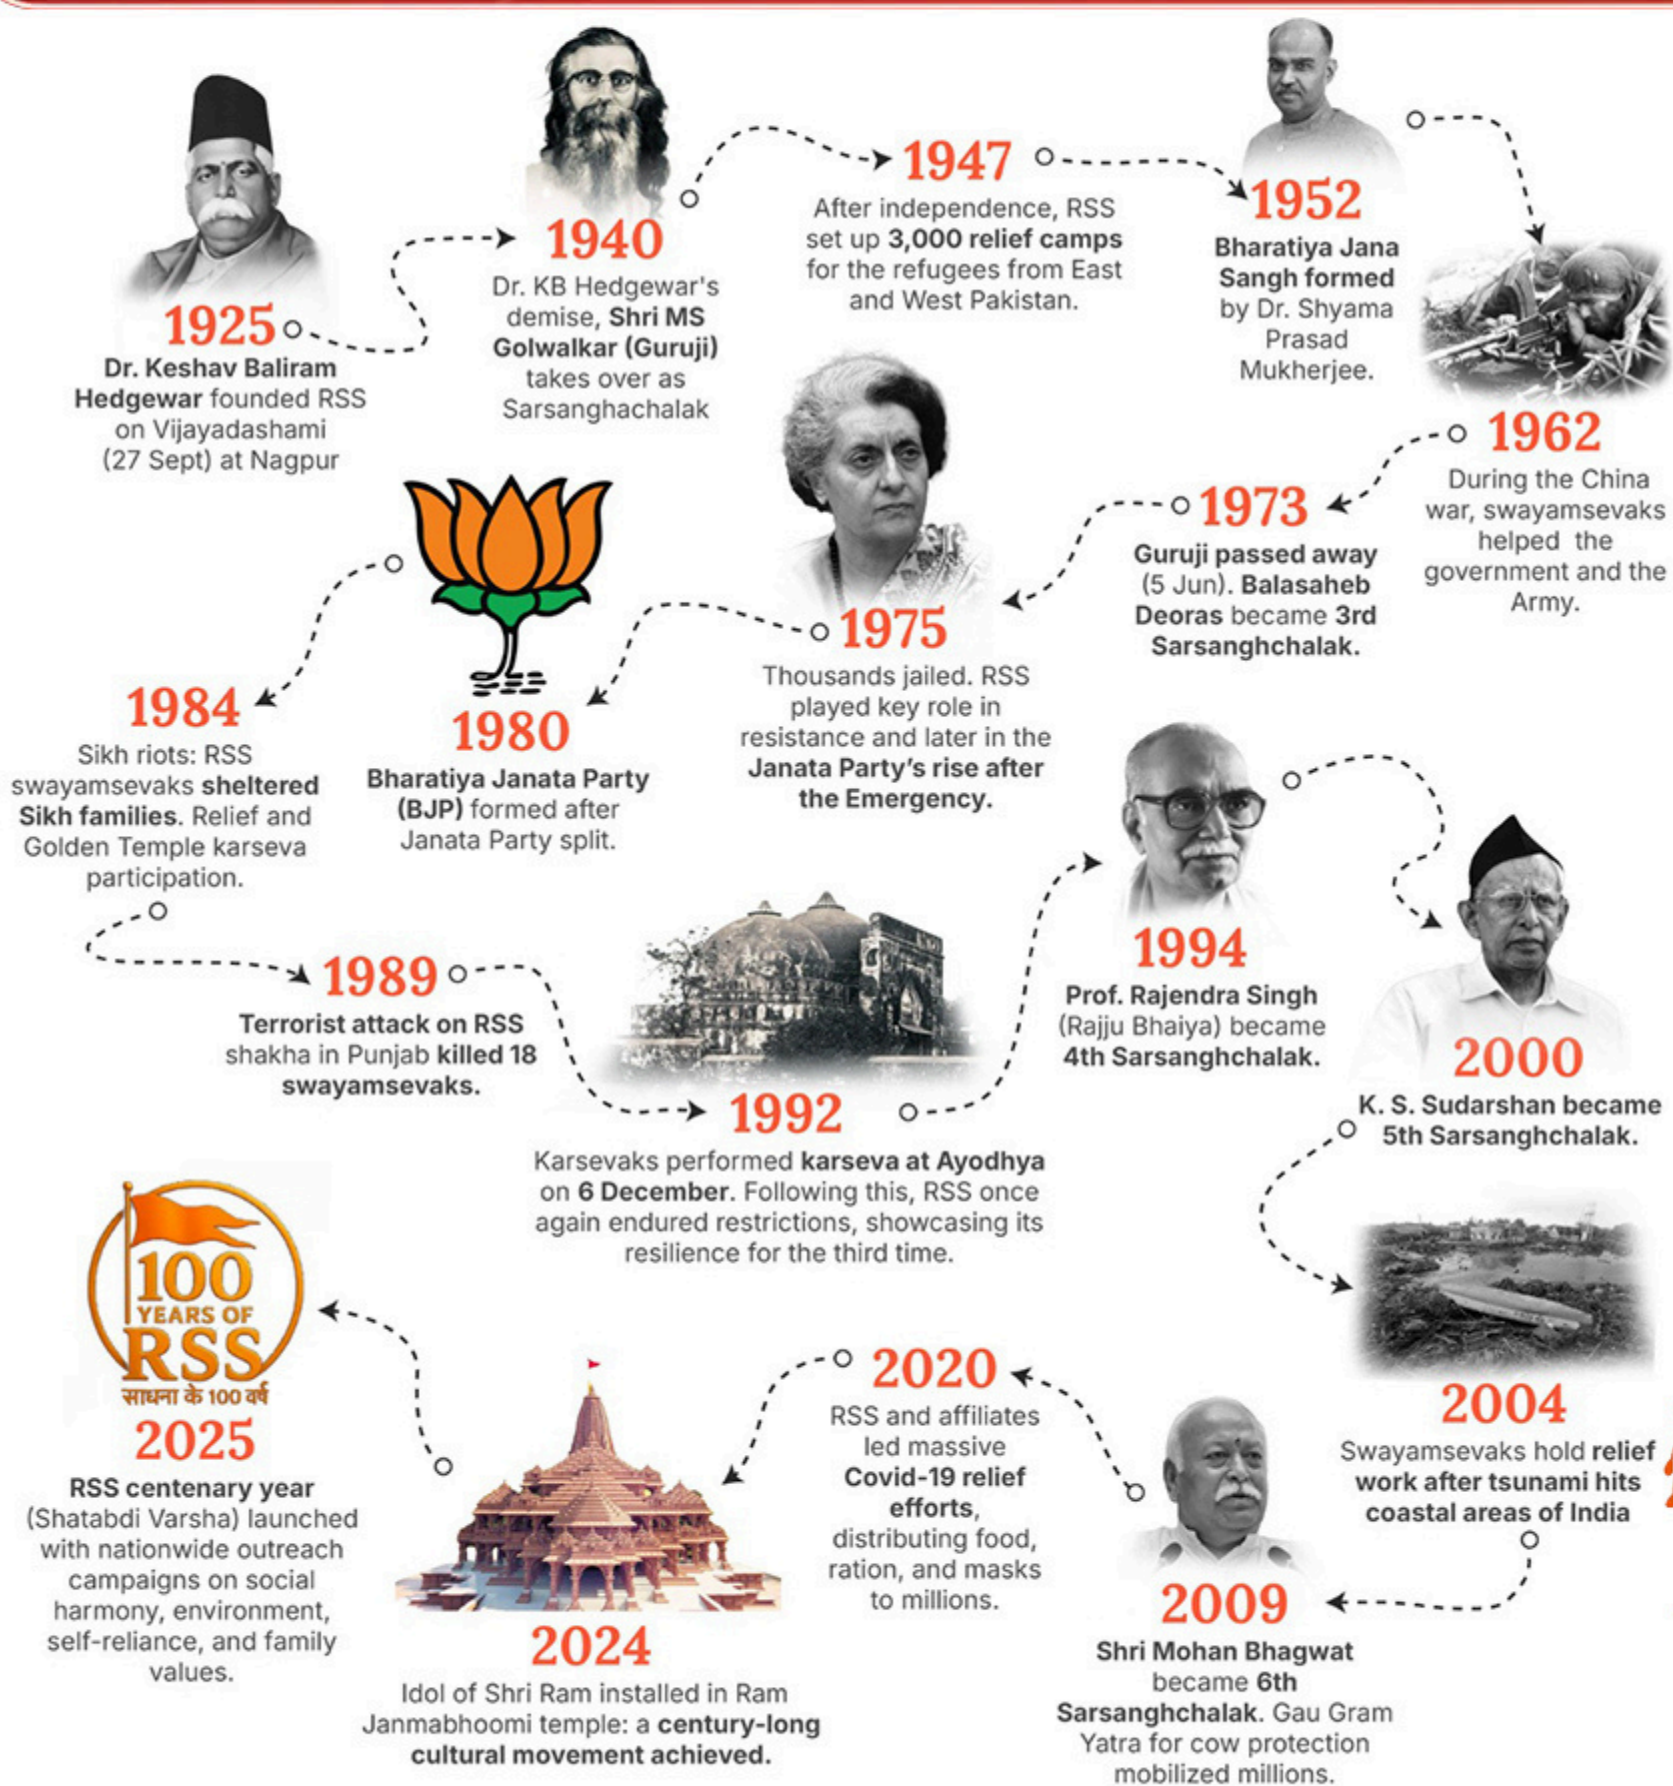 1925
Dr. Keshav Baliram
Hedgewar founded RSS
on Vijayadashami
(27 Sept) at Nagpur
1940
Dr. KB Hedgewar's
demise, Shri MS
Golwalkar (Guruji)
takes over as
Sarsanghachalak
1947
After independence, RSS
set up 3,000 relief camps
for the refugees from East
and West Pakistan.
1952
Bharatiya Jana
Sangh formed
by Dr. Shyama
Prasad
Mukherjee.
1962
During the China
war, swayamsevaks
helped the
government and the
Army.
1973
Guruji passed away
(5 Jun). Balasaheb
Deoras became 3rd
Sarsanghchalak.
1975
Thousands jailed. RSS
played key role in
resistance and later in the
Janata Party’s rise after
the Emergency.
1980
Bharatiya Janata Party
(BJP) formed after
Janata Party split.
1984
Sikh riots: RSS
swayamsevaks sheltered
Sikh families. Relief and
Golden Temple karseva
participation.
1989
Terrorist attack on RSS
shakha in Punjab killed 18
swayamsevaks.
1992
Karsevaks performed karseva at Ayodhya
on 6 December. Following this, RSS once
again endured restrictions, showcasing its
resilience for the third time.
1994
Prof. Rajendra Singh
(Rajju Bhaiya) became
4th Sarsanghchalak.
2000
K. S. Sudarshan became
5th Sarsanghchalak.
2004
Swayamsevaks hold relief
work after tsunami hits
coastal areas of India
2009
Shri Mohan Bhagwat
became 6th
Sarsanghchalak. Gau Gram
Yatra for cow protection
mobilized millions.
2020
RSS and affiliates
led massive
Covid-19 relief
efforts,
distributing food,
ration, and masks
to millions.
2024
Idol of Shri Ram installed in Ram
Janmabhoomi temple: a century-long
cultural movement achieved.
100
YEARS OF
RSS
साधना के 100 वर्ष
2025
RSS centenary year
(Shatabdi Varsha) launched
with nationwide outreach
campaigns on social
harmony, environment,
self-reliance, and family
values.